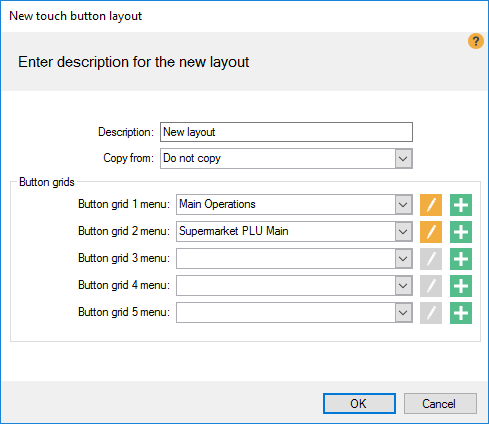 New touch button layout
?
Enter description for the new layout
Description: New layout
Copy from: Do not copy
Button grids
Button grid 1 menu: Main Operations
Button grid 2 menu: Supermarket PLU Main
Button grid 3 menu:
Button grid 4 menu:
Button grid 5 menu:
OK Cancel